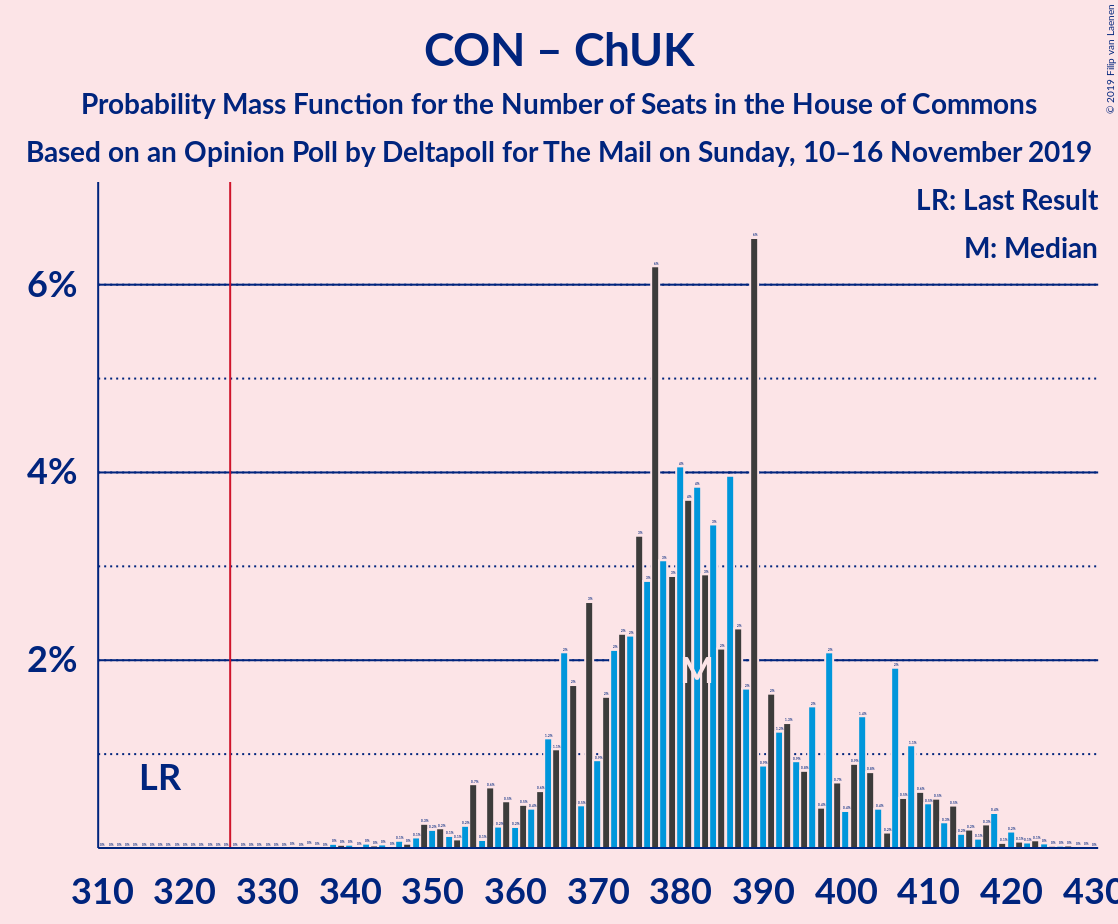 CON – ChUK
Probability Mass Function for the Number of Seats in the House of Commons
Based on an Opinion Poll by Deltapoll for The Mail on Sunday, 10–16 November 2019
© 2019 Filip van Laenen
LR: Last Result
M: Median
6%
4%
2%
LR
M
310 320 330 340 350 360 370 380 390 400 410 420 430